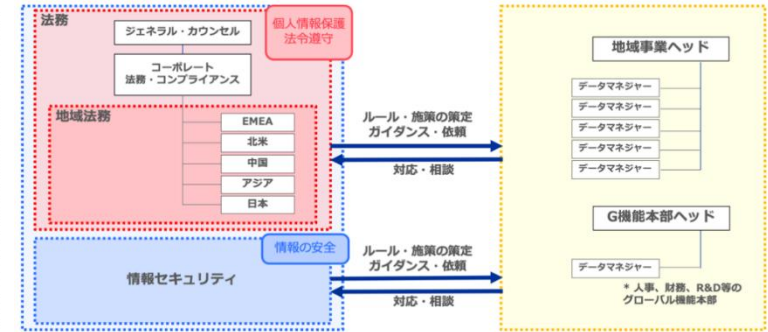 法務
個人情報保護
法令遵守
ジェネラル・カウンセル
コーポレート
法務・コンプライアンス
地域法務
EMEA
北米
中国
アジア
日本
情報の安全
情報セキュリティ
ルール・施策の策定
ガイダンス・依頼
対応・相談
ルール・施策の策定
ガイダンス・依頼
対応・相談
地域事業ヘッド
データマネジャー
データマネジャー
データマネジャー
データマネジャー
データマネジャー
G機能本部ヘッド
データマネジャー
* 人事、財務、R&D等の
グローバル機能本部